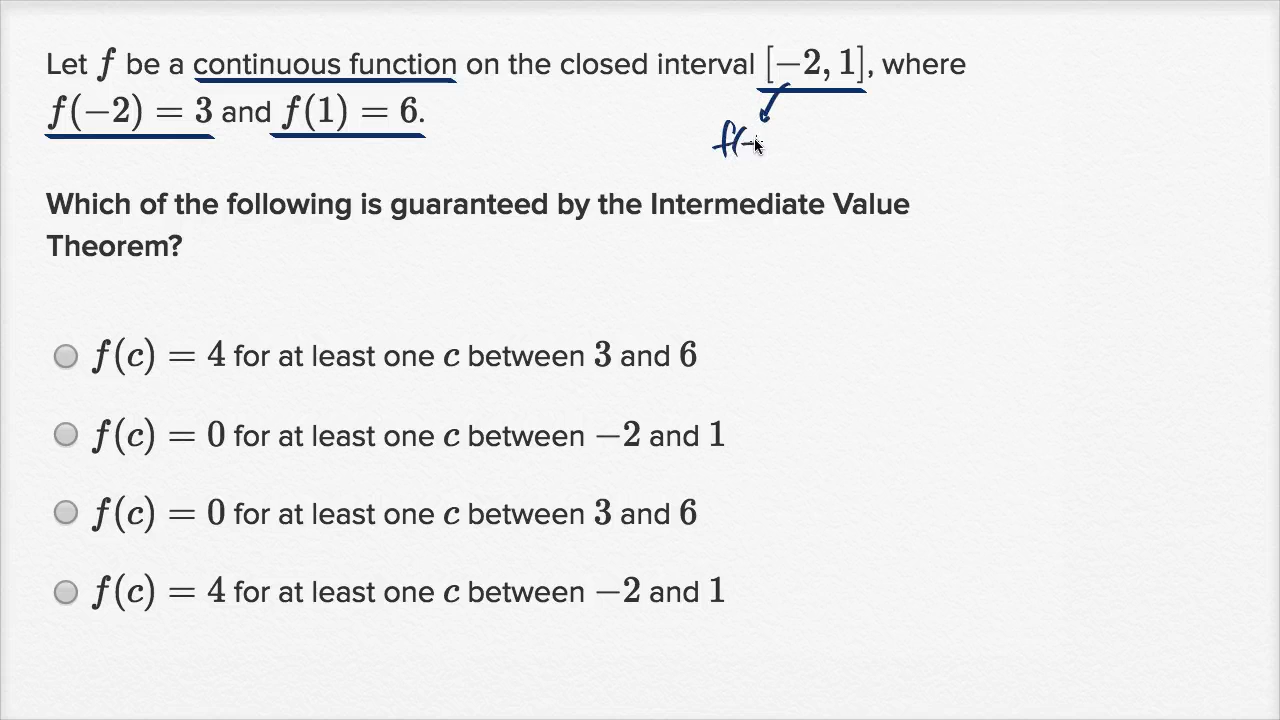 Let f be a continuous function on the closed interval [−2, 1], where
f(−2) = 3 and f(1) = 6.
f(-
Which of the following is guaranteed by the Intermediate Value
Theorem?
f(c) = 4 for at least one c between 3 and 6
f(c) = 0 for at least one c between −2 and 1
f(c) = 0 for at least one c between 3 and 6
f(c) = 4 for at least one c between −2 and 1